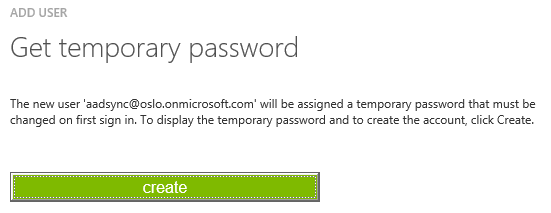 ADD USER
Get temporary password
The new user 'aadsync@oslo.onmicrosoft.com' will be assigned a temporary password that must be
changed on first sign in. To display the temporary password and to create the account, click Create.
create